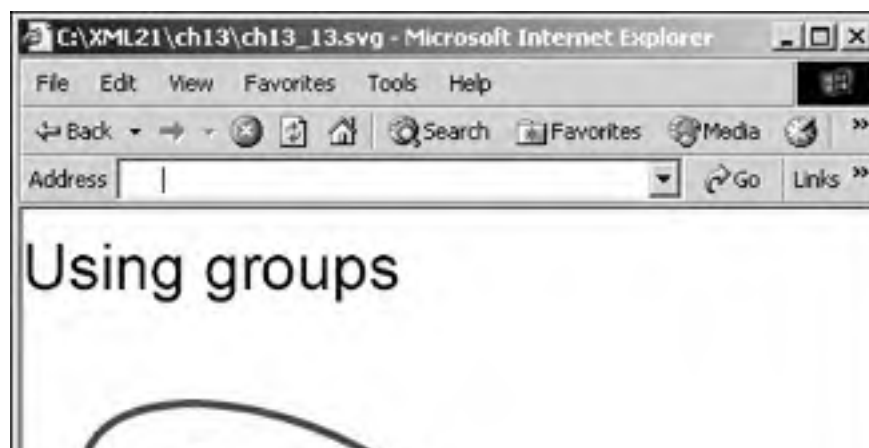 C:\XML21\ch13\ch13_13.svg - Microsoft Internet Explorer
File Edit View Favorites Tools Help
Back Search Favorites Media »
Address Go Links »
Using groups